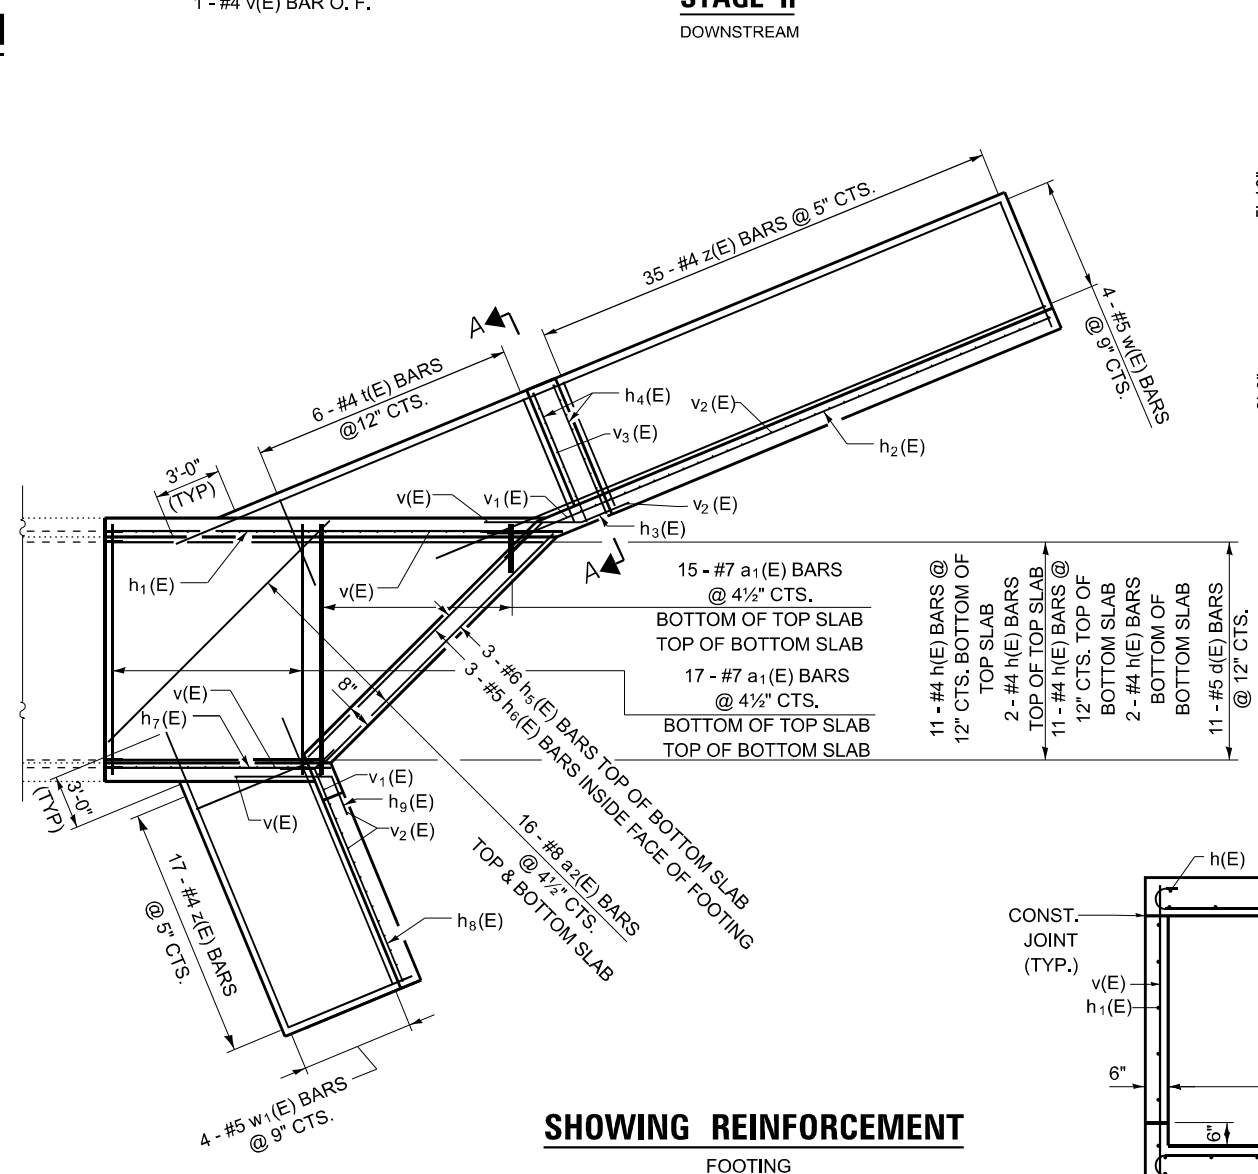 1 - #4 v(E) BAR O. F.
STAGE II
DOWNSTREAM
35 - #4 z(E) BARS @ 5" CTS.
4 - #5 w(E) BARS
@ 9" CTS.
A
6 - #4 t(E) BARS
@12" CTS.
h4(E)
v3(E)
v2(E)
h2(E)
3'-0"
(TYP)
v(E)
v1(E)
v2(E)
h3(E)
A
h1(E)
v(E)
15 - #7 a1(E) BARS
@ 4½" CTS.
BOTTOM OF TOP SLAB
TOP OF BOTTOM SLAB
17 - #7 a1(E) BARS
@ 4½" CTS.
BOTTOM OF TOP SLAB
TOP OF BOTTOM SLAB
11 - #4 h(E) BARS @
12" CTS. BOTTOM OF
TOP SLAB
2 - #4 h(E) BARS
TOP OF TOP SLAB
11 - #4 h(E) BARS @
12" CTS. TOP OF
BOTTOM SLAB
2 - #4 h(E) BARS
BOTTOM OF
BOTTOM SLAB
11 - #5 d(E) BARS
@ 12" CTS.
v(E)
h7(E)
8"
3 - #6 h5(E) BARS TOP OF BOTTOM SLAB
3 - #5 h6(E) BARS INSIDE FACE OF FOOTING
16 - #8 a2(E) BARS
@ 4½" CTS.
TOP & BOTTOM SLAB
3'-0"
(TYP)
v(E)
v1(E)
h9(E)
v2(E)
h8(E)
17 - #4 z(E) BARS
@ 5" CTS.
4 - #5 w1(E) BARS
@ 9" CTS.
h(E)
CONST.
JOINT
(TYP.)
v(E)
h1(E)
6"
6"
SHOWING REINFORCEMENT
FOOTING